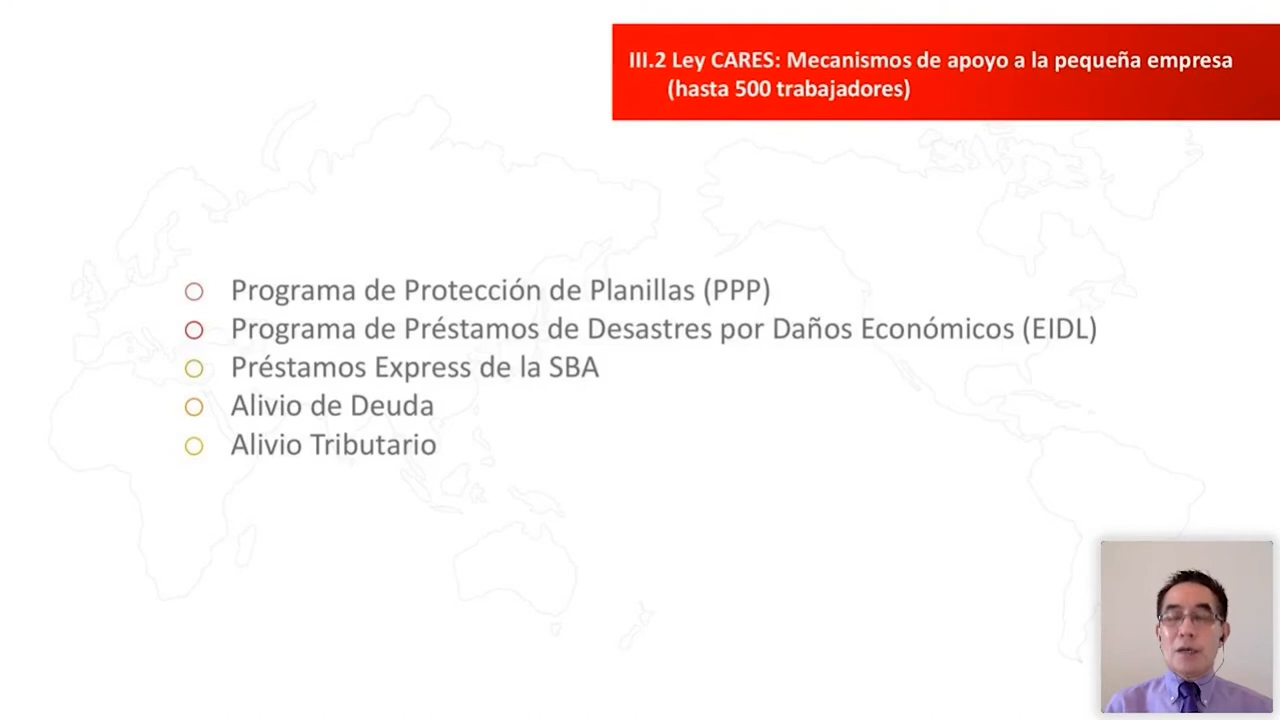 III.2 Ley CARES: Mecanismos de apoyo a la pequeña empresa
(hasta 500 trabajadores)
Programa de Protección de Planillas (PPP)
Programa de Préstamos de Desastres por Daños Económicos (EIDL)
Préstamos Express de la SBA
Alivio de Deuda
Alivio Tributario